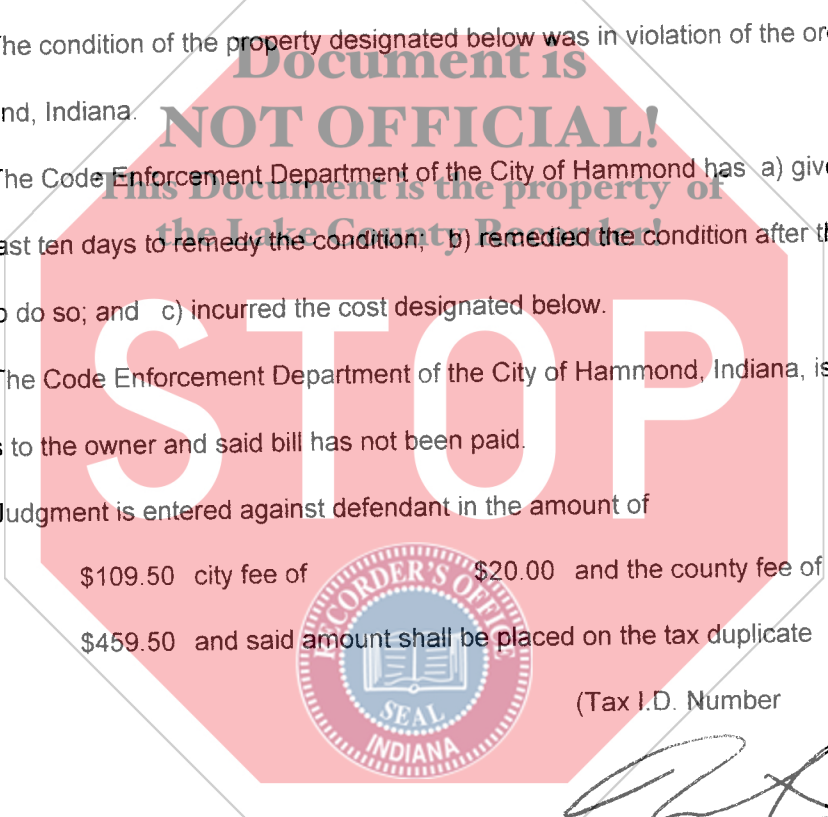 The condition of the property designated below was in violation of the or
Document is
nd, Indiana.
NOT OFFICIAL!
The Code Enforcement Department of the City of Hammond has a) giv
This Document is the property of
ast ten days to remedy the condition; b) remedied the condition after th
the Lake County Recorder!
o do so; and c) incurred the cost designated below.
STOP
The Code Enforcement Department of the City of Hammond, Indiana, is
s to the owner and said bill has not been paid.
Judgment is entered against defendant in the amount of
$109.50 city fee of $20.00 and the county fee of
$459.50 and said amount shall be placed on the tax duplicate
RECORDER'S OFFICE
SEAL
INDIANA
(Tax I.D. Number